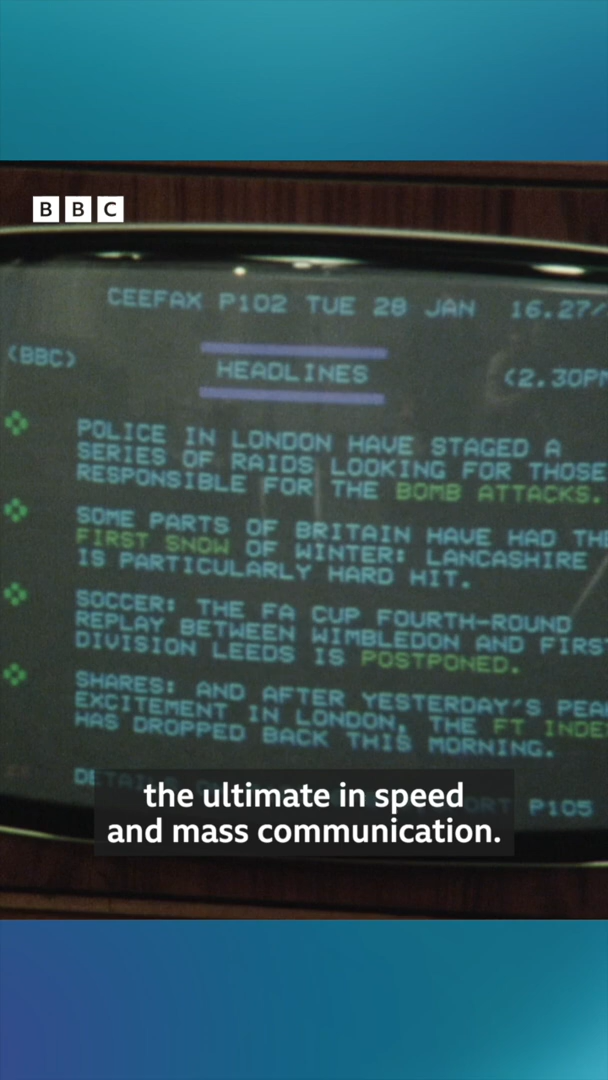 BBC
CEEFAX P102 TUE 28 JAN 16.27/
(BBC)
HEADLINES
(2.30PM
POLICE IN LONDON HAVE STAGED A
SERIES OF RAIDS LOOKING FOR THOSE
RESPONSIBLE FOR THE BOMB ATTACKS.
SOME PARTS OF BRITAIN HAVE HAD THE
FIRST SNOW OF WINTER: LANCASHIRE
IS PARTICULARLY HARD HIT.
SOCCER: THE FA CUP FOURTH-ROUND
REPLAY BETWEEN WIMBLEDON AND FIRST
DIVISION LEEDS IS POSTPONED.
SHARES: AND AFTER YESTERDAY'S PEAK
EXCITEMENT IN LONDON, THE FT INDE
HAS DROPPED BACK THIS MORNING.
P105
the ultimate in speed
and mass communication.